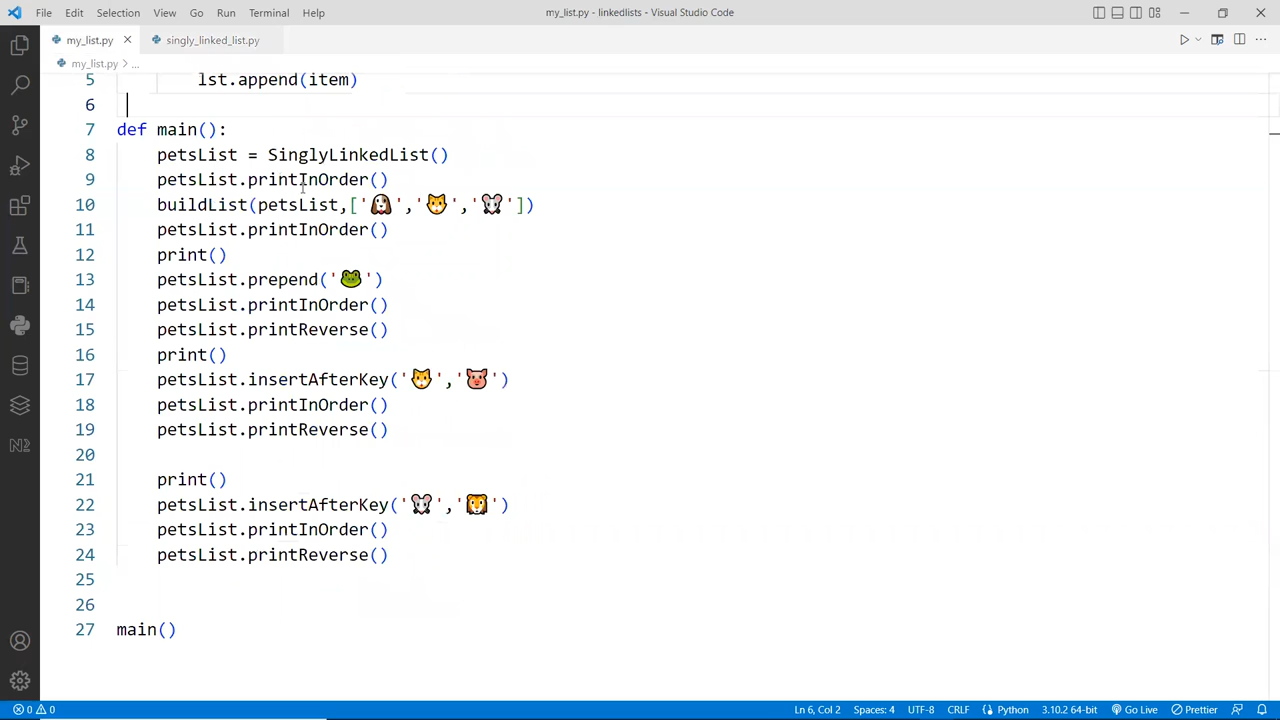 File Edit Selection View Go Run Terminal Help my_list.py - linkedlists - Visual Studio Code
my_list.py singly_linked_list.py
my_list.py > ...
5 lst.append(item)
6
7 def main():
8 petsList = SinglyLinkedList()
9 petsList.printInOrder()
10 buildList(petsList,['🐶','🐱','🐭'])
11 petsList.printInOrder()
12 print()
13 petsList.prepend('🐸')
14 petsList.printInOrder()
15 petsList.printReverse()
16 print()
17 petsList.insertAfterKey('🐱','🐷')
18 petsList.printInOrder()
19 petsList.printReverse()
20
21 print()
22 petsList.insertAfterKey('🐭','🐯')
23 petsList.printInOrder()
24 petsList.printReverse()
25
26
27 main()
0 0 Ln 6, Col 2 Spaces: 4 UTF-8 CRLF Python 3.10.2 64-bit Go Live Prettier